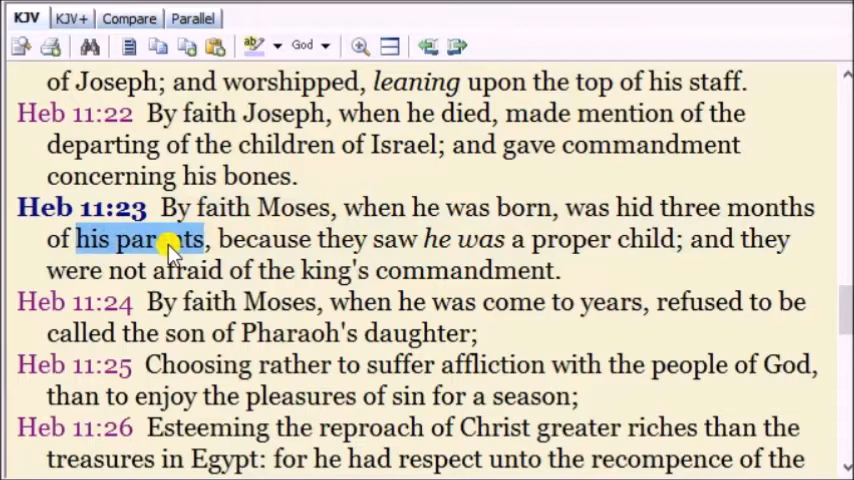 KJV KJV+ Compare Parallel
God
of Joseph; and worshipped, leaning upon the top of his staff.
Heb 11:22 By faith Joseph, when he died, made mention of the
departing of the children of Israel; and gave commandment
concerning his bones.
Heb 11:23 By faith Moses, when he was born, was hid three months
of his parents, because they saw he was a proper child; and they
were not afraid of the king's commandment.
Heb 11:24 By faith Moses, when he was come to years, refused to be
called the son of Pharaoh's daughter;
Heb 11:25 Choosing rather to suffer affliction with the people of God,
than to enjoy the pleasures of sin for a season;
Heb 11:26 Esteeming the reproach of Christ greater riches than the
treasures in Egypt: for he had respect unto the recompence of the